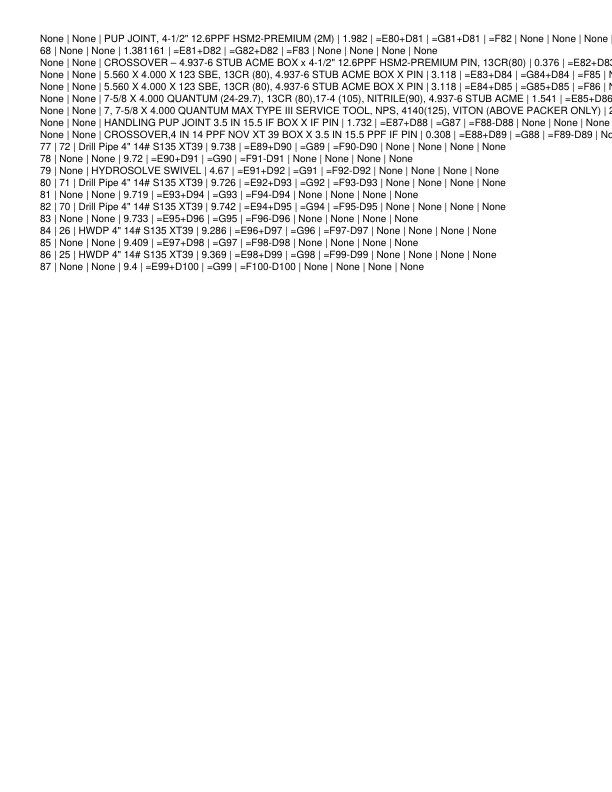 None | None | PUP JOINT, 4-1/2" 12.6PPF HSM2-PREMIUM (2M) | 1.982 | =E80+D81 | =G81+D81 | =F82 | None | None | None |
68 | None | None | 1.381161 | =E81+D82 | =G82+D82 | =F83 | None | None | None | None
None | None | CROSSOVER – 4.937-6 STUB ACME BOX x 4-1/2" 12.6PPF HSM2-PREMIUM PIN, 13CR(80) | 0.376 | =E82+D83
None | None | 5.560 X 4.000 X 123 SBE, 13CR (80), 4.937-6 STUB ACME BOX X PIN | 3.118 | =E83+D84 | =G84+D84 | =F85 |
None | None | 5.560 X 4.000 X 123 SBE, 13CR (80), 4.937-6 STUB ACME BOX X PIN | 3.118 | =E84+D85 | =G85+D85 | =F86 |
None | None | 7-5/8 X 4.000 QUANTUM (24-29.7), 13CR (80),17-4 (105), NITRILE(90), 4.937-6 STUB ACME | 1.541 | =E85+D86
None | None | 7, 7-5/8 X 4.000 QUANTUM MAX TYPE III SERVICE TOOL, NPS, 4140(125), VITON (ABOVE PACKER ONLY) |
None | None | HANDLING PUP JOINT 3.5 IN 15.5 IF BOX X IF PIN | 1.732 | =E87+D88 | =G87 | =F88-D88 | None | None | None
None | None | CROSSOVER,4 IN 14 PPF NOV XT 39 BOX X 3.5 IN 15.5 PPF IF PIN | 0.308 | =E88+D89 | =G88 | =F89-D89 |
77 | 72 | Drill Pipe 4" 14# S135 XT39 | 9.738 | =E89+D90 | =G89 | =F90-D90 | None | None | None | None
78 | None | None | 9.72 | =E90+D91 | =G90 | =F91-D91 | None | None | None | None
79 | None | HYDROSOLVE SWIVEL | 4.67 | =E91+D92 | =G91 | =F92-D92 | None | None | None | None
80 | 71 | Drill Pipe 4" 14# S135 XT39 | 9.726 | =E92+D93 | =G92 | =F93-D93 | None | None | None | None
81 | None | None | 9.719 | =E93+D94 | =G93 | =F94-D94 | None | None | None | None
82 | 70 | Drill Pipe 4" 14# S135 XT39 | 9.742 | =E94+D95 | =G94 | =F95-D95 | None | None | None | None
83 | None | None | 9.733 | =E95+D96 | =G95 | =F96-D96 | None | None | None | None
84 | 26 | HWDP 4" 14# S135 XT39 | 9.286 | =E96+D97 | =G96 | =F97-D97 | None | None | None | None
85 | None | None | 9.409 | =E97+D98 | =G97 | =F98-D98 | None | None | None | None
86 | 25 | HWDP 4" 14# S135 XT39 | 9.369 | =E98+D99 | =G98 | =F99-D99 | None | None | None | None
87 | None | None | 9.4 | =E99+D100 | =G99 | =F100-D100 | None | None | None | None